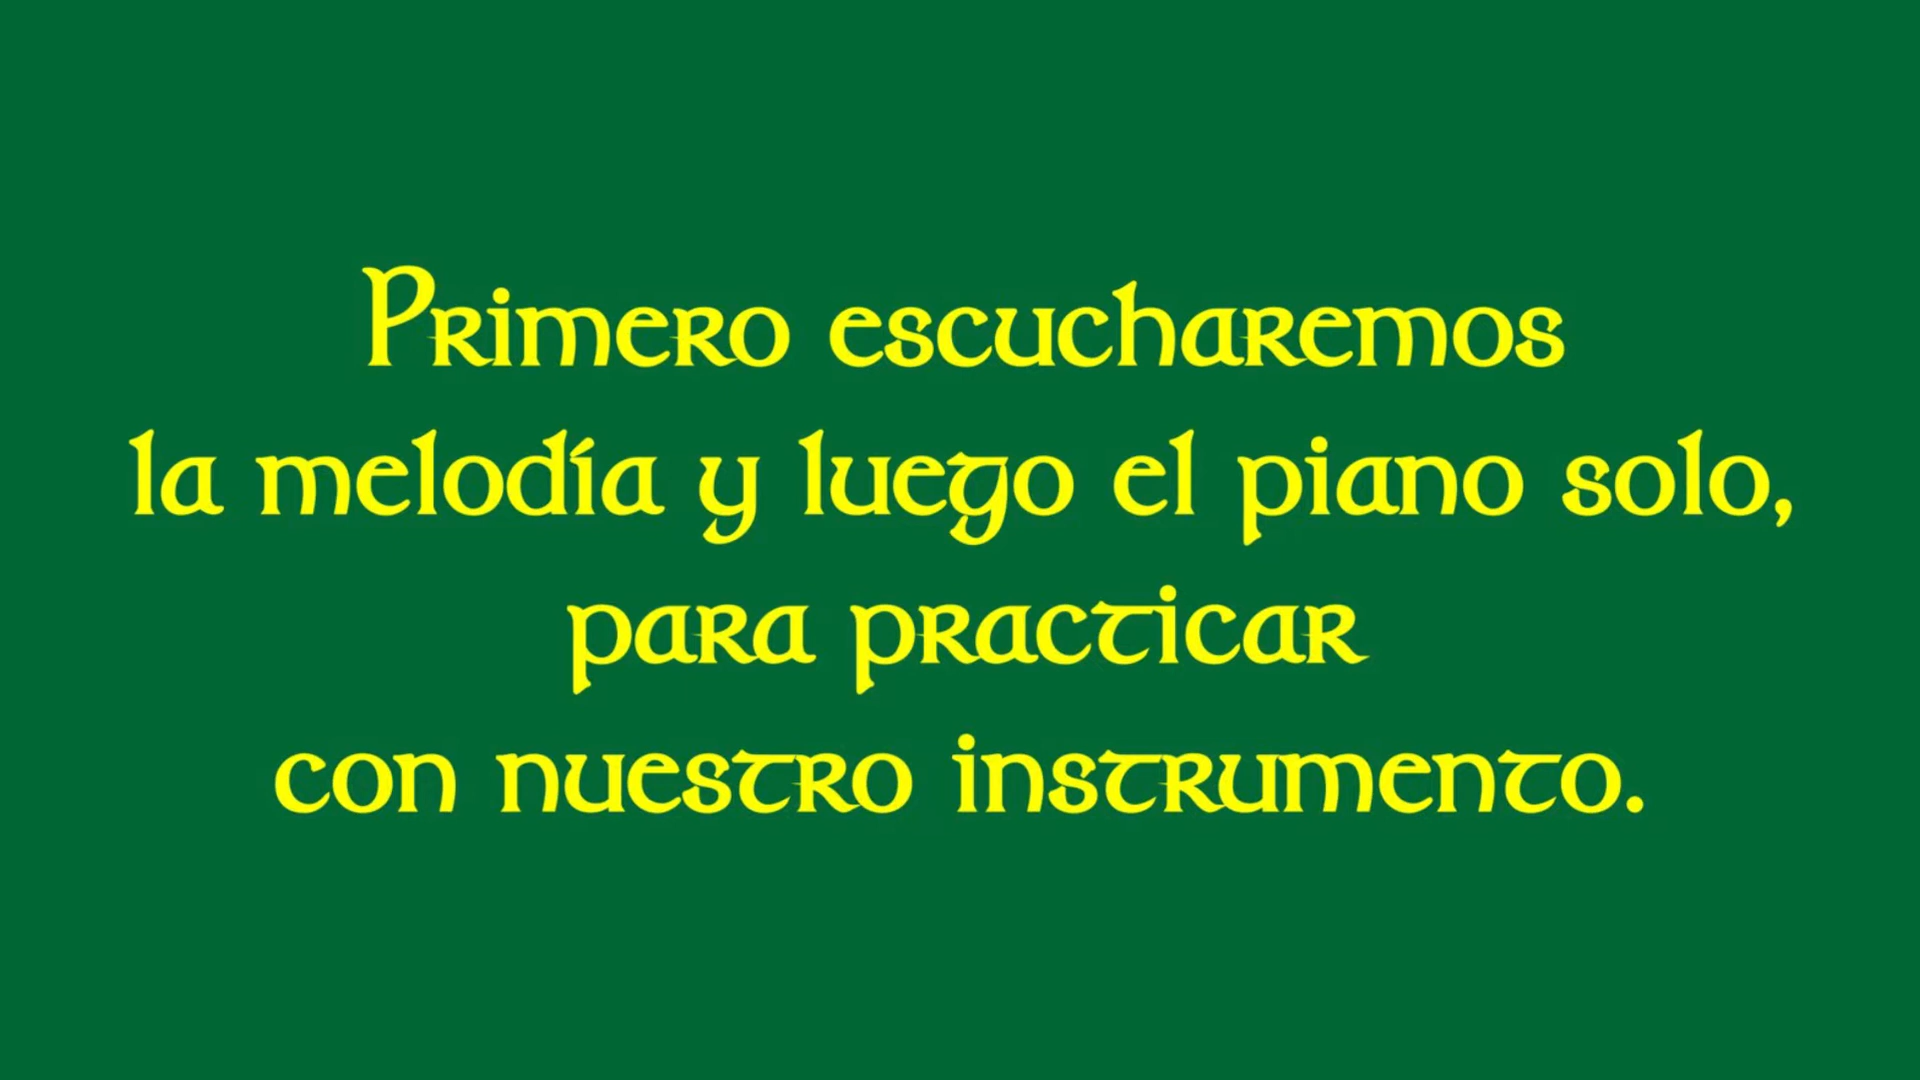 Primero escucharemos
la melodía y luego el piano solo,
para practicar
con nuestro instrumento.